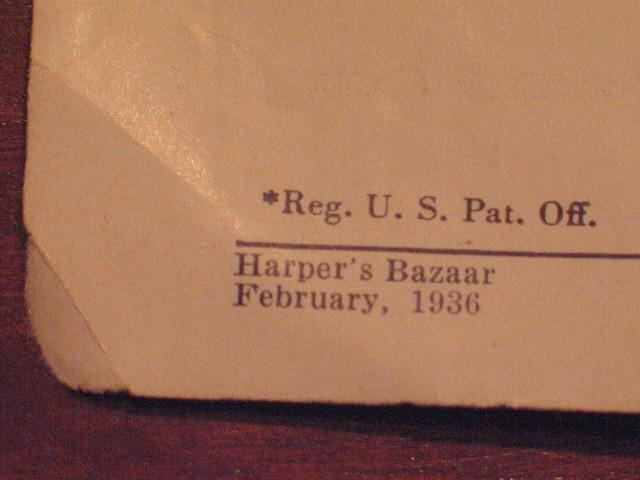 *Reg. U. S. Pat. Off.
Harper's Bazaar
February, 1936